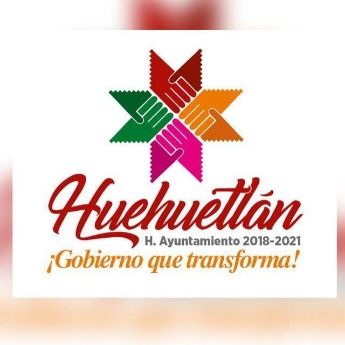 Huehuetlán
H. Ayuntamiento 2018-2021
¡Gobierno que transforma!